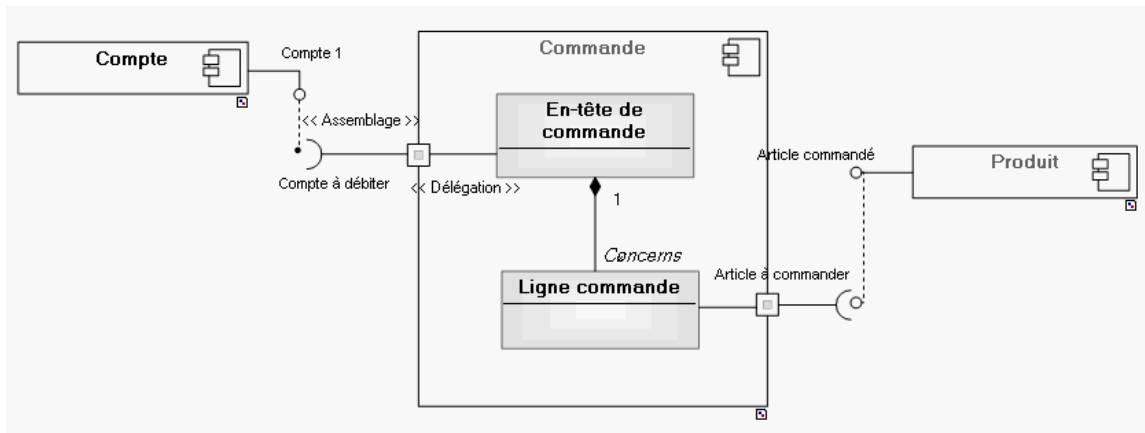 Compte
Compte 1
<< Assemblage >>
Compte à débiter
<< Délégation >>
Commande
En-tête de
commande
1
Concerns
Ligne commande
Article à commander
Article commandé
Produit